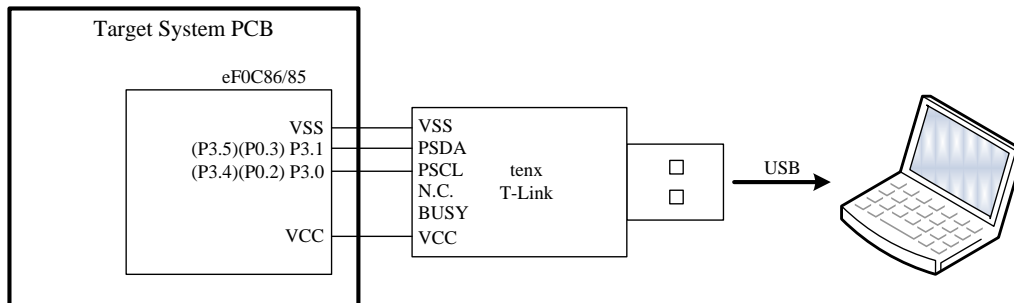 Target System PCB
eF0C86/85
VSS
(P3.5)(P0.3) P3.1
(P3.4)(P0.2) P3.0
VCC
VSS
PSDA
PSCL
N.C.
BUSY
VCC
tenx
T-Link
USB